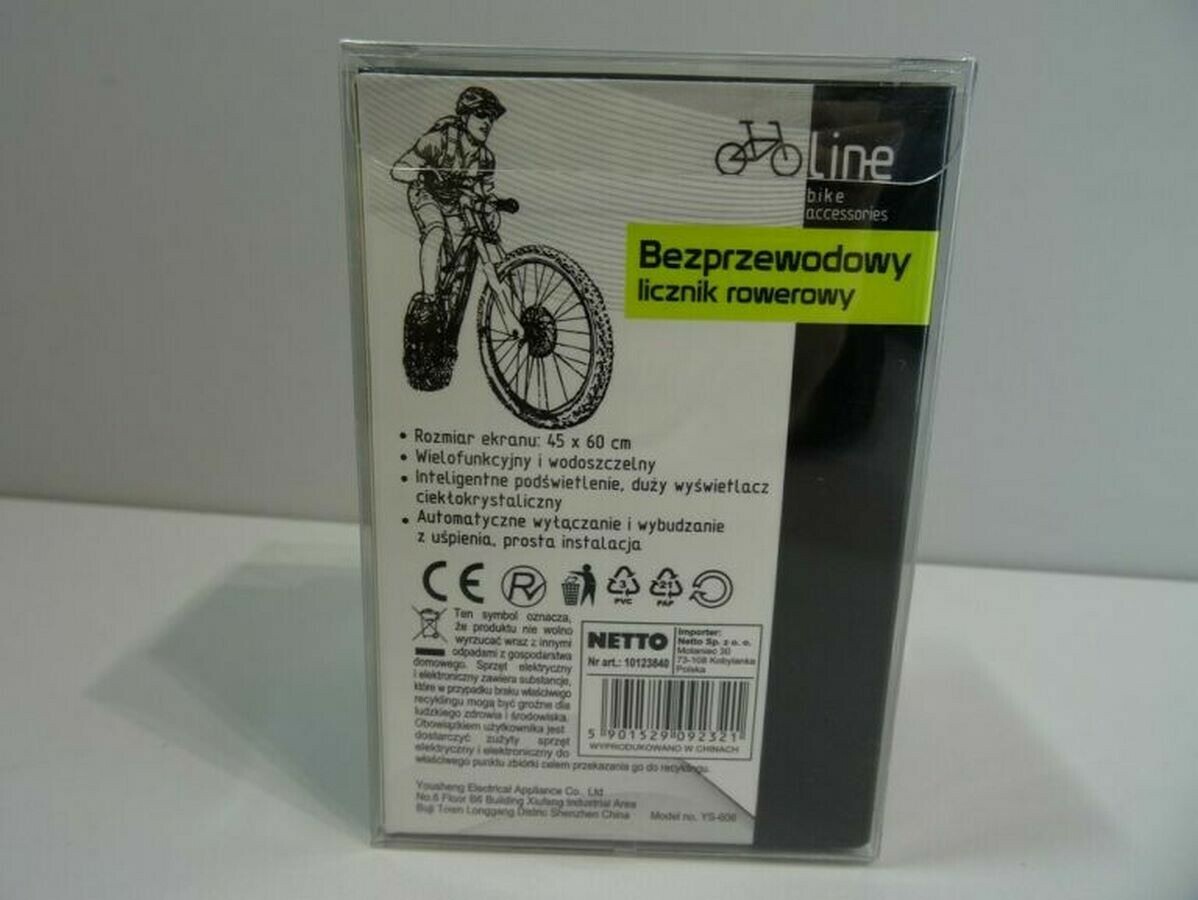 Line
bike
accessories
Bezprzewodowy
licznik rowerowy
• Rozmiar ekranu: 45 x 60 cm
• Wielofunkcyjny i wodoszczelny
• Inteligentne podświetlenie, duży wyświetlacz
ciekłokrystaliczny
• Automatyczne wyłączanie i wybudzanie
z uśpienia, prosta instalacja
CE
3
PVC
21
PAP
Ten symbol oznacza,
że produktu nie wolno
wyrzucać wraz z innymi
odpadami z gospodarstwa
domowego. Sprzęt elektryczny
i elektroniczny zawiera substancje,
które w przypadku braku właściwego
recyklingu mogą być groźne dla
ludzkiego zdrowia i środowiska.
Obowiązkiem użytkownika jest
dostarczyć zużyty sprzęt
elektryczny i elektroniczny do
właściwego punktu zbiórki celem przekazania go do recyklingu.
NETTO
Nr art.: 10123840
Importer:
Netto Sp. z o. o.
Motaniec 30
73-108 Kobylanka
Polska
5 901529 092321
WYPRODUKOWANO W CHINACH
Yousheng Electrical Appliance Co., Ltd
No.6 Floor B6 Building Xiufeng Industrial Area
Buji Town Longgang Shenzhen China
Model no. YS-606